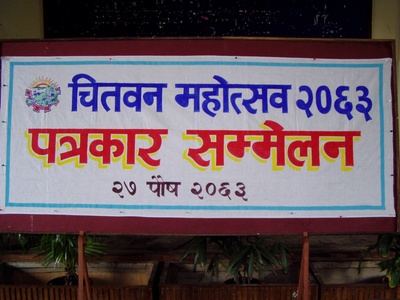 चितवन महोत्सव २०६३
पत्रकार सम्मेलन
२७ पौष २०६३